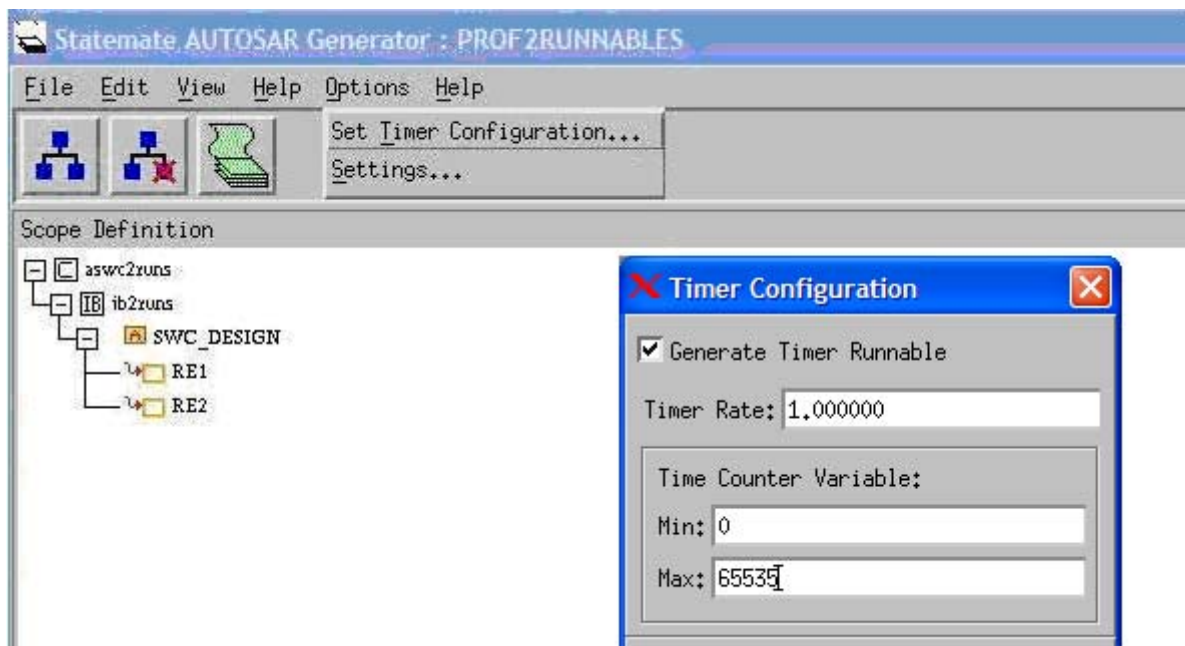 Statemate AUTOSAR Generator : PROF2RUNNABLES
File Edit View Help Options Help
Set Timer Configuration...
Settings...
Scope Definition
C aswc2runs
IB ib2runs
SWC_DESIGN
RE1
RE2
Timer Configuration
Generate Timer Runnable
Timer Rate: 1.000000
Time Counter Variable:
Min: 0
Max: 65535